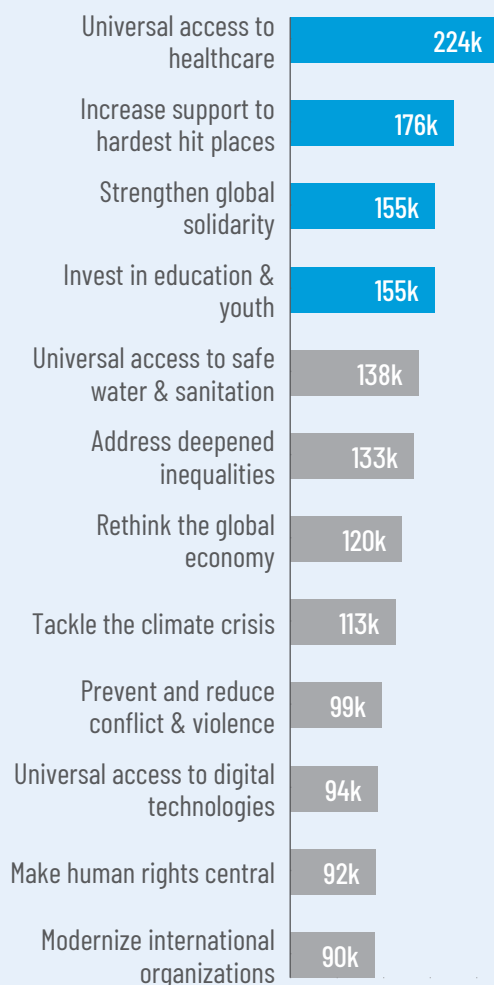 Universal access to
healthcare
224k
Increase support to
hardest hit places
176k
Strengthen global
solidarity
155k
Invest in education &
youth
155k
Universal access to safe
water & sanitation
138k
Address deepened
inequalities
133k
Rethink the global
economy
120k
Tackle the climate crisis
113k
Prevent and reduce
conflict & violence
99k
Universal access to digital
technologies
94k
Make human rights central
92k
Modernize international
organizations
90k